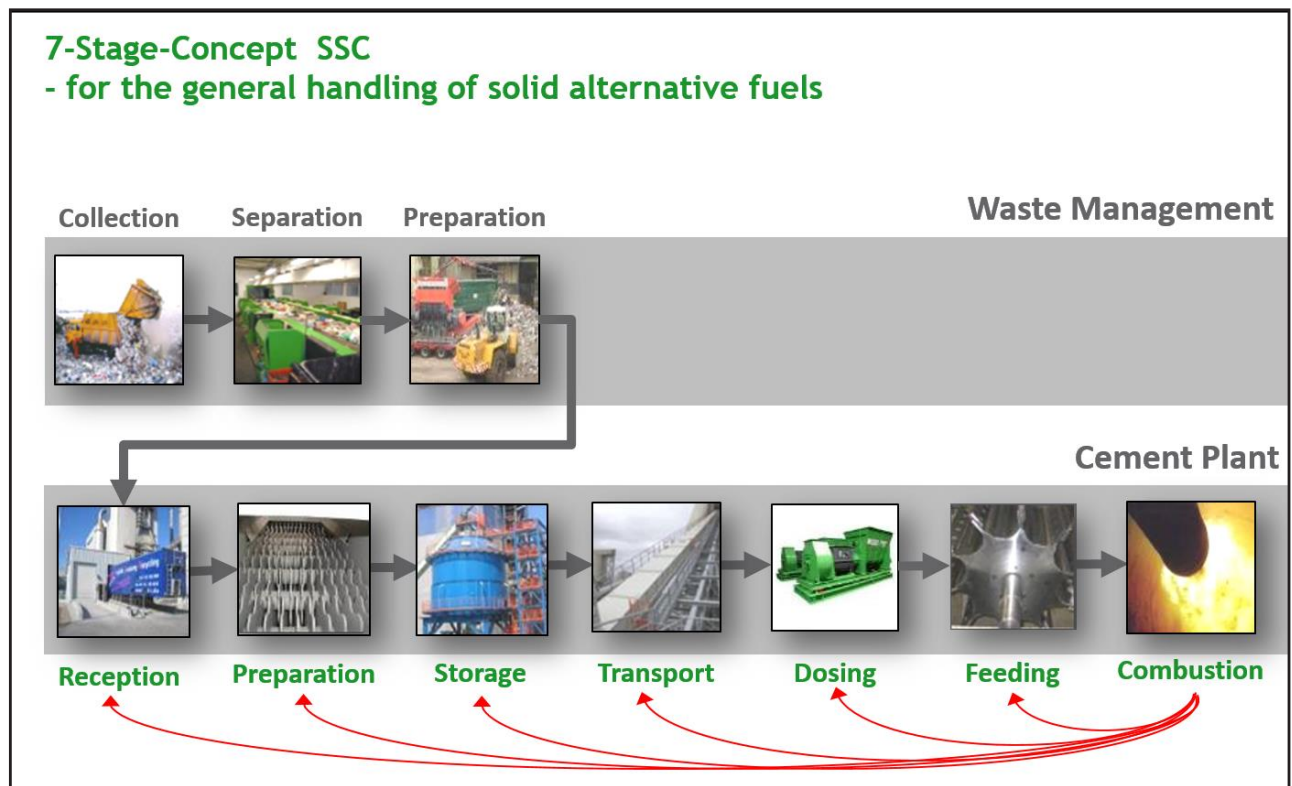 7-Stage-Concept SSC
- for the general handling of solid alternative fuels
Waste Management
Collection
Separation
Preparation
Cement Plant
Reception
Preparation
Storage
Transport
Dosing
Feeding
Combustion